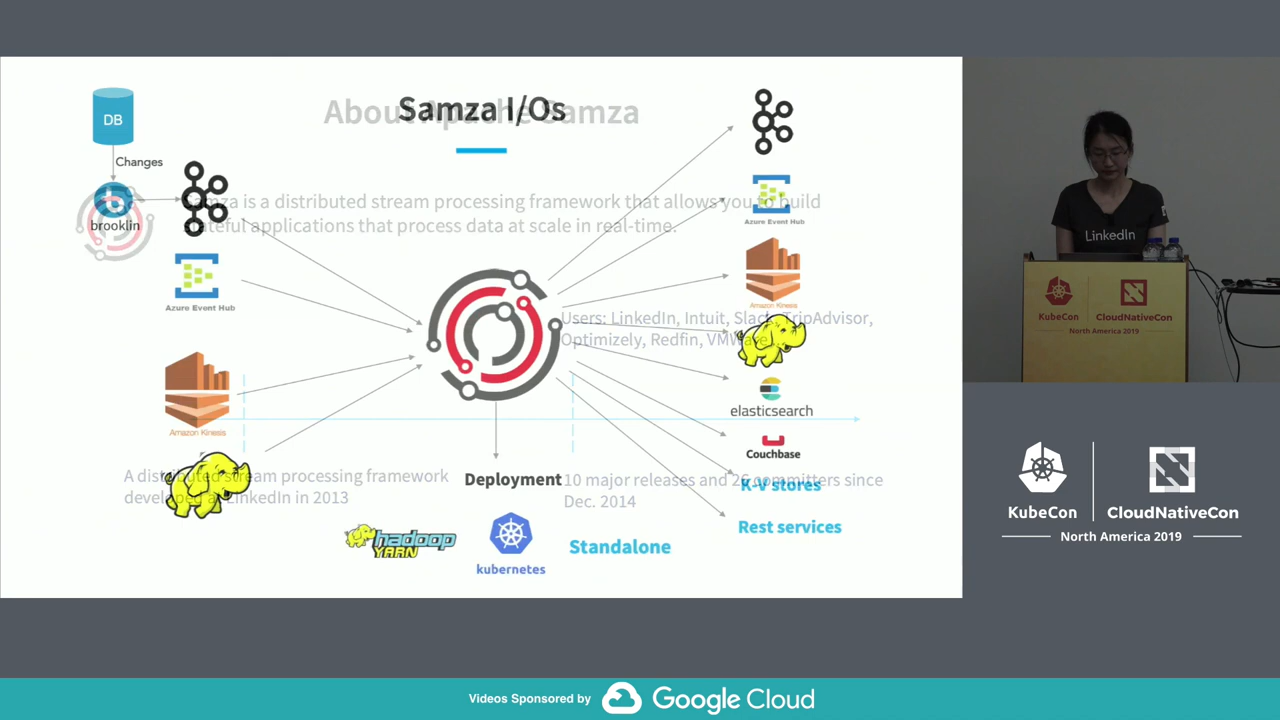 About Apache Samza
Samza I/Os
DB
Changes
brooklin
Samza is a distributed stream processing framework that allows you to build
stateful applications that process data at scale in real-time.
Azure Event Hub
Amazon Kinesis
Azure Event Hub
Amazon Kinesis
Users: LinkedIn, Intuit, Slack, TripAdvisor,
Optimizely, Redfin, VMWare...
elasticsearch
Couchbase
K-V stores
Rest services
A distributed stream processing framework
developed at LinkedIn in 2013
Deployment
10 major releases and 26 committers since
Dec. 2014
hadoop
YARN
kubernetes
Standalone
LinkedIn
KubeCon
CloudNativeCon
North America 2019
KubeCon
CloudNativeCon
North America 2019
Videos Sponsored by
Google Cloud